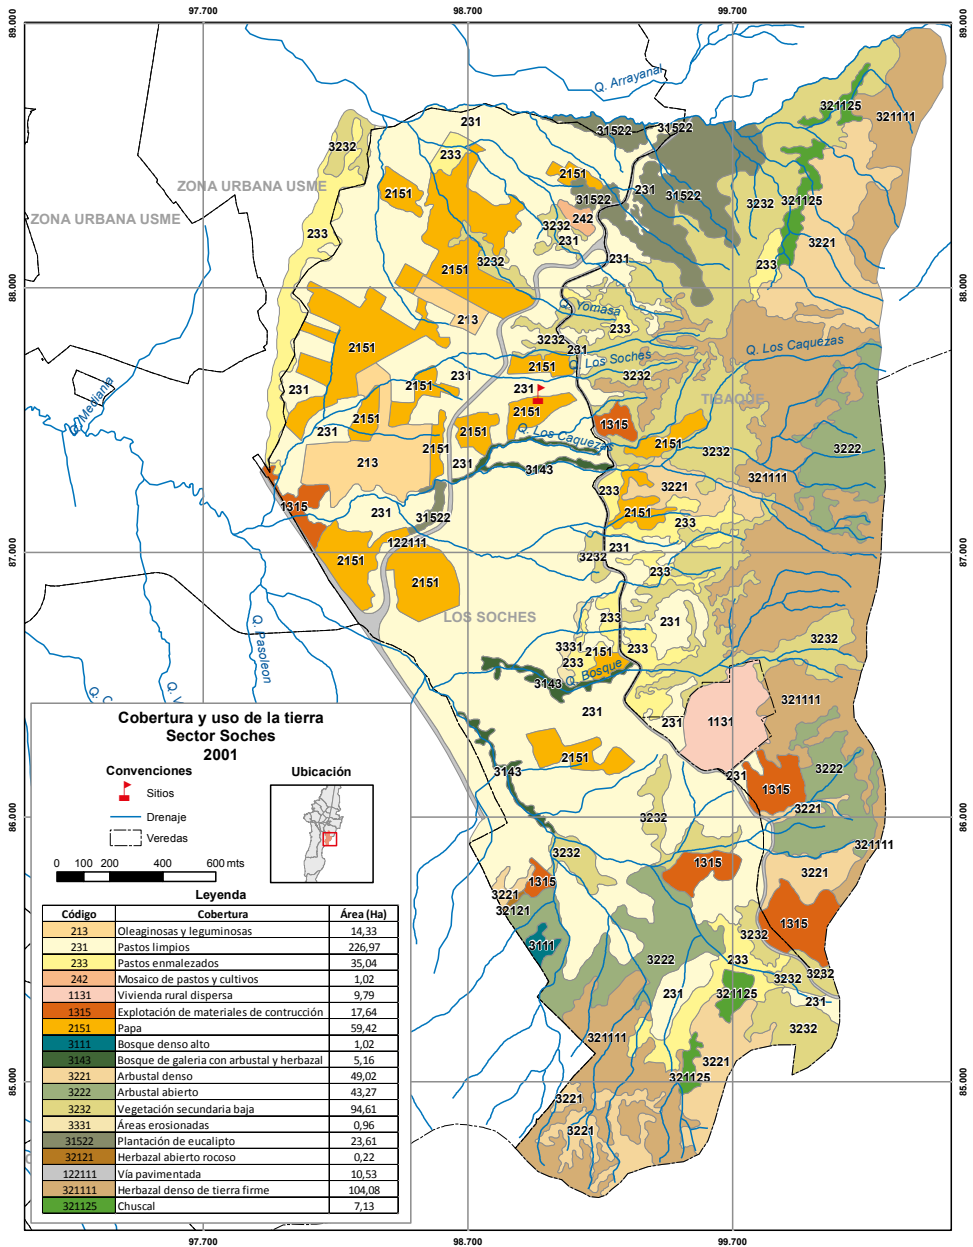 97.700 98.700 99.700
89.000 89.000
Q. Arrayanal
321125
321111
231
31522 31522
3232
233
2151
ZONA URBANA USME
2151
231
31522
31522
321125
3232
ZONA URBANA USME
242
3232
233
231
3221
3232
231
2151
233
88.000 88.000
Q. Yomasa
213
233
3232
2151
231
Q. Los Caquezas
Q. Los Soches
2151
231
3232
2151
231
231
TIBAQUE
Q. Mediania
2151
2151
1315
231
2151
Q. Los Caquezas
2151
2151
3232
3222
213
231
3143
321111
233
3221
1315
231
31522
2151
233
122111
231
87.000 87.000
2151
3232
2151
233
LOS SOCHES
233
231
Q. Pasoleon
3331
2151
233
3232
233
Q. Bosque
3143
321111
231
231
1131
2151
3143
231
3222
1315
86.000 86.000
3232
3221
321111
3232
1315
3221
1315
3221
32121
1315
3232
3111
3222
233
3232
3232
231
321125
231
3232
321111
3221
321125
85.000 85.000
3221
3221
Cobertura y uso de la tierra
Sector Soches
2001
Convenciones
Sitios
Drenaje
Veredas
Ubicación
0 100 200 400 600 mts
Leyenda
Código Cobertura Área (Ha)
213 Oleaginosas y leguminosas 14,33
231 Pastos limpios 226,97
233 Pastos enmalezados 35,04
242 Mosaico de pastos y cultivos 1,02
1131 Vivienda rural dispersa 9,79
1315 Explotación de materiales de contrucción 17,64
2151 Papa 59,42
3111 Bosque denso alto 1,02
3143 Bosque de galeria con arbustal y herbazal 5,16
3221 Arbustal denso 49,02
3222 Arbustal abierto 43,27
3232 Vegetación secundaria baja 94,61
3331 Áreas erosionadas 0,96
31522 Plantación de eucalipto 23,61
32121 Herbazal abierto rocoso 0,22
122111 Vía pavimentada 10,53
321111 Herbazal denso de tierra firme 104,08
321125 Chuscal 7,13
97.700 98.700 99.700